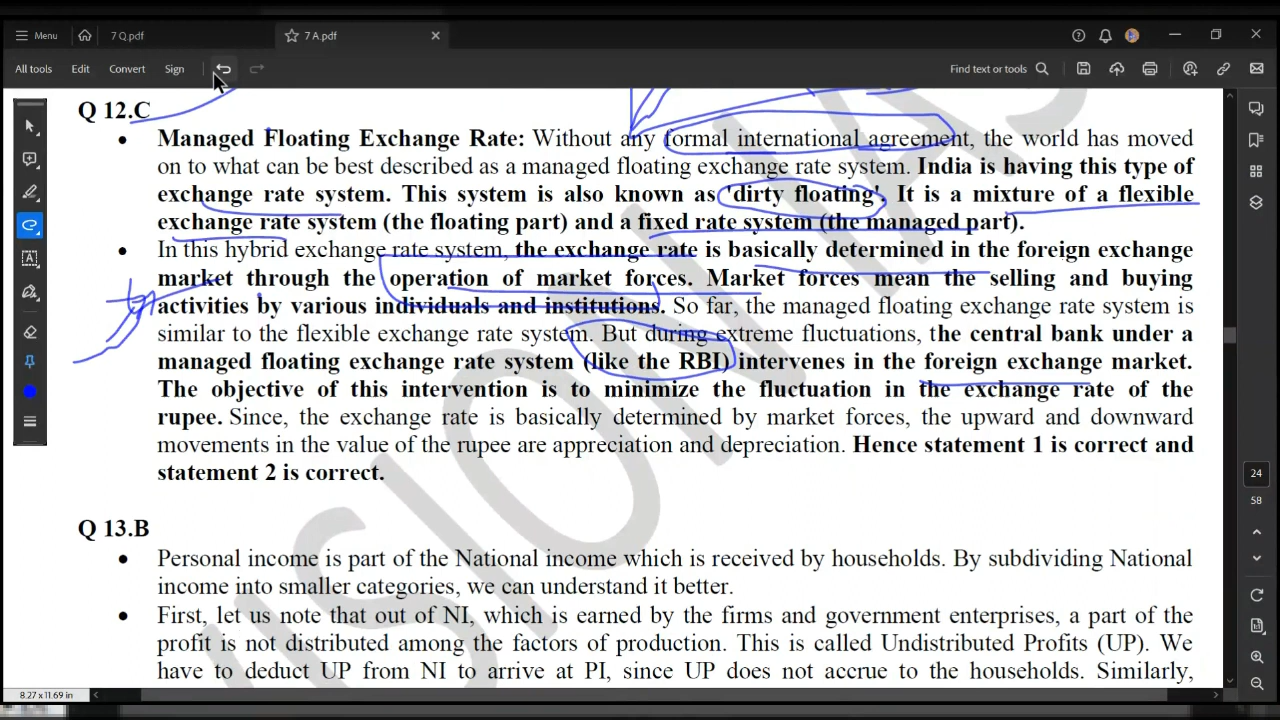 Menu
7 Q.pdf
7 A.pdf
All tools Edit Convert Sign
Find text or tools
Q 12.C
• Managed Floating Exchange Rate: Without any formal international agreement, the world has moved
on to what can be best described as a managed floating exchange rate system. India is having this type of
exchange rate system. This system is also known as 'dirty floating'. It is a mixture of a flexible
exchange rate system (the floating part) and a fixed rate system (the managed part).
• In this hybrid exchange rate system, the exchange rate is basically determined in the foreign exchange
market through the operation of market forces. Market forces mean the selling and buying
activities by various individuals and institutions. So far, the managed floating exchange rate system is
similar to the flexible exchange rate system. But during extreme fluctuations, the central bank under a
managed floating exchange rate system (like the RBI) intervenes in the foreign exchange market.
The objective of this intervention is to minimize the fluctuation in the exchange rate of the
rupee. Since, the exchange rate is basically determined by market forces, the upward and downward
movements in the value of the rupee are appreciation and depreciation. Hence statement 1 is correct and
statement 2 is correct.
Q 13.B
• Personal income is part of the National income which is received by households. By subdividing National
income into smaller categories, we can understand it better.
• First, let us note that out of NI, which is earned by the firms and government enterprises, a part of the
profit is not distributed among the factors of production. This is called Undistributed Profits (UP). We
have to deduct UP from NI to arrive at PI, since UP does not accrue to the households. Similarly,
24
58
8.27 x 11.69 in